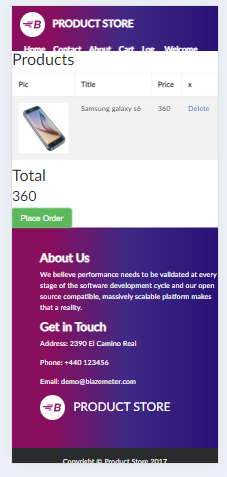 PRODUCT STORE
Home Contact About Cart Log Welcome
Products
Pic Title Price x
Samsung galaxy s6 360 Delete
Total
360
Place Order
About Us
We believe performance needs to be validated at every
stage of the software development cycle and our open
source compatible, massively scalable platform makes
that a reality.
Get in Touch
Address: 2390 El Camino Real
Phone: +440 123456
Email: demo@blazemeter.com
PRODUCT STORE
Copyright © Product Store 2017